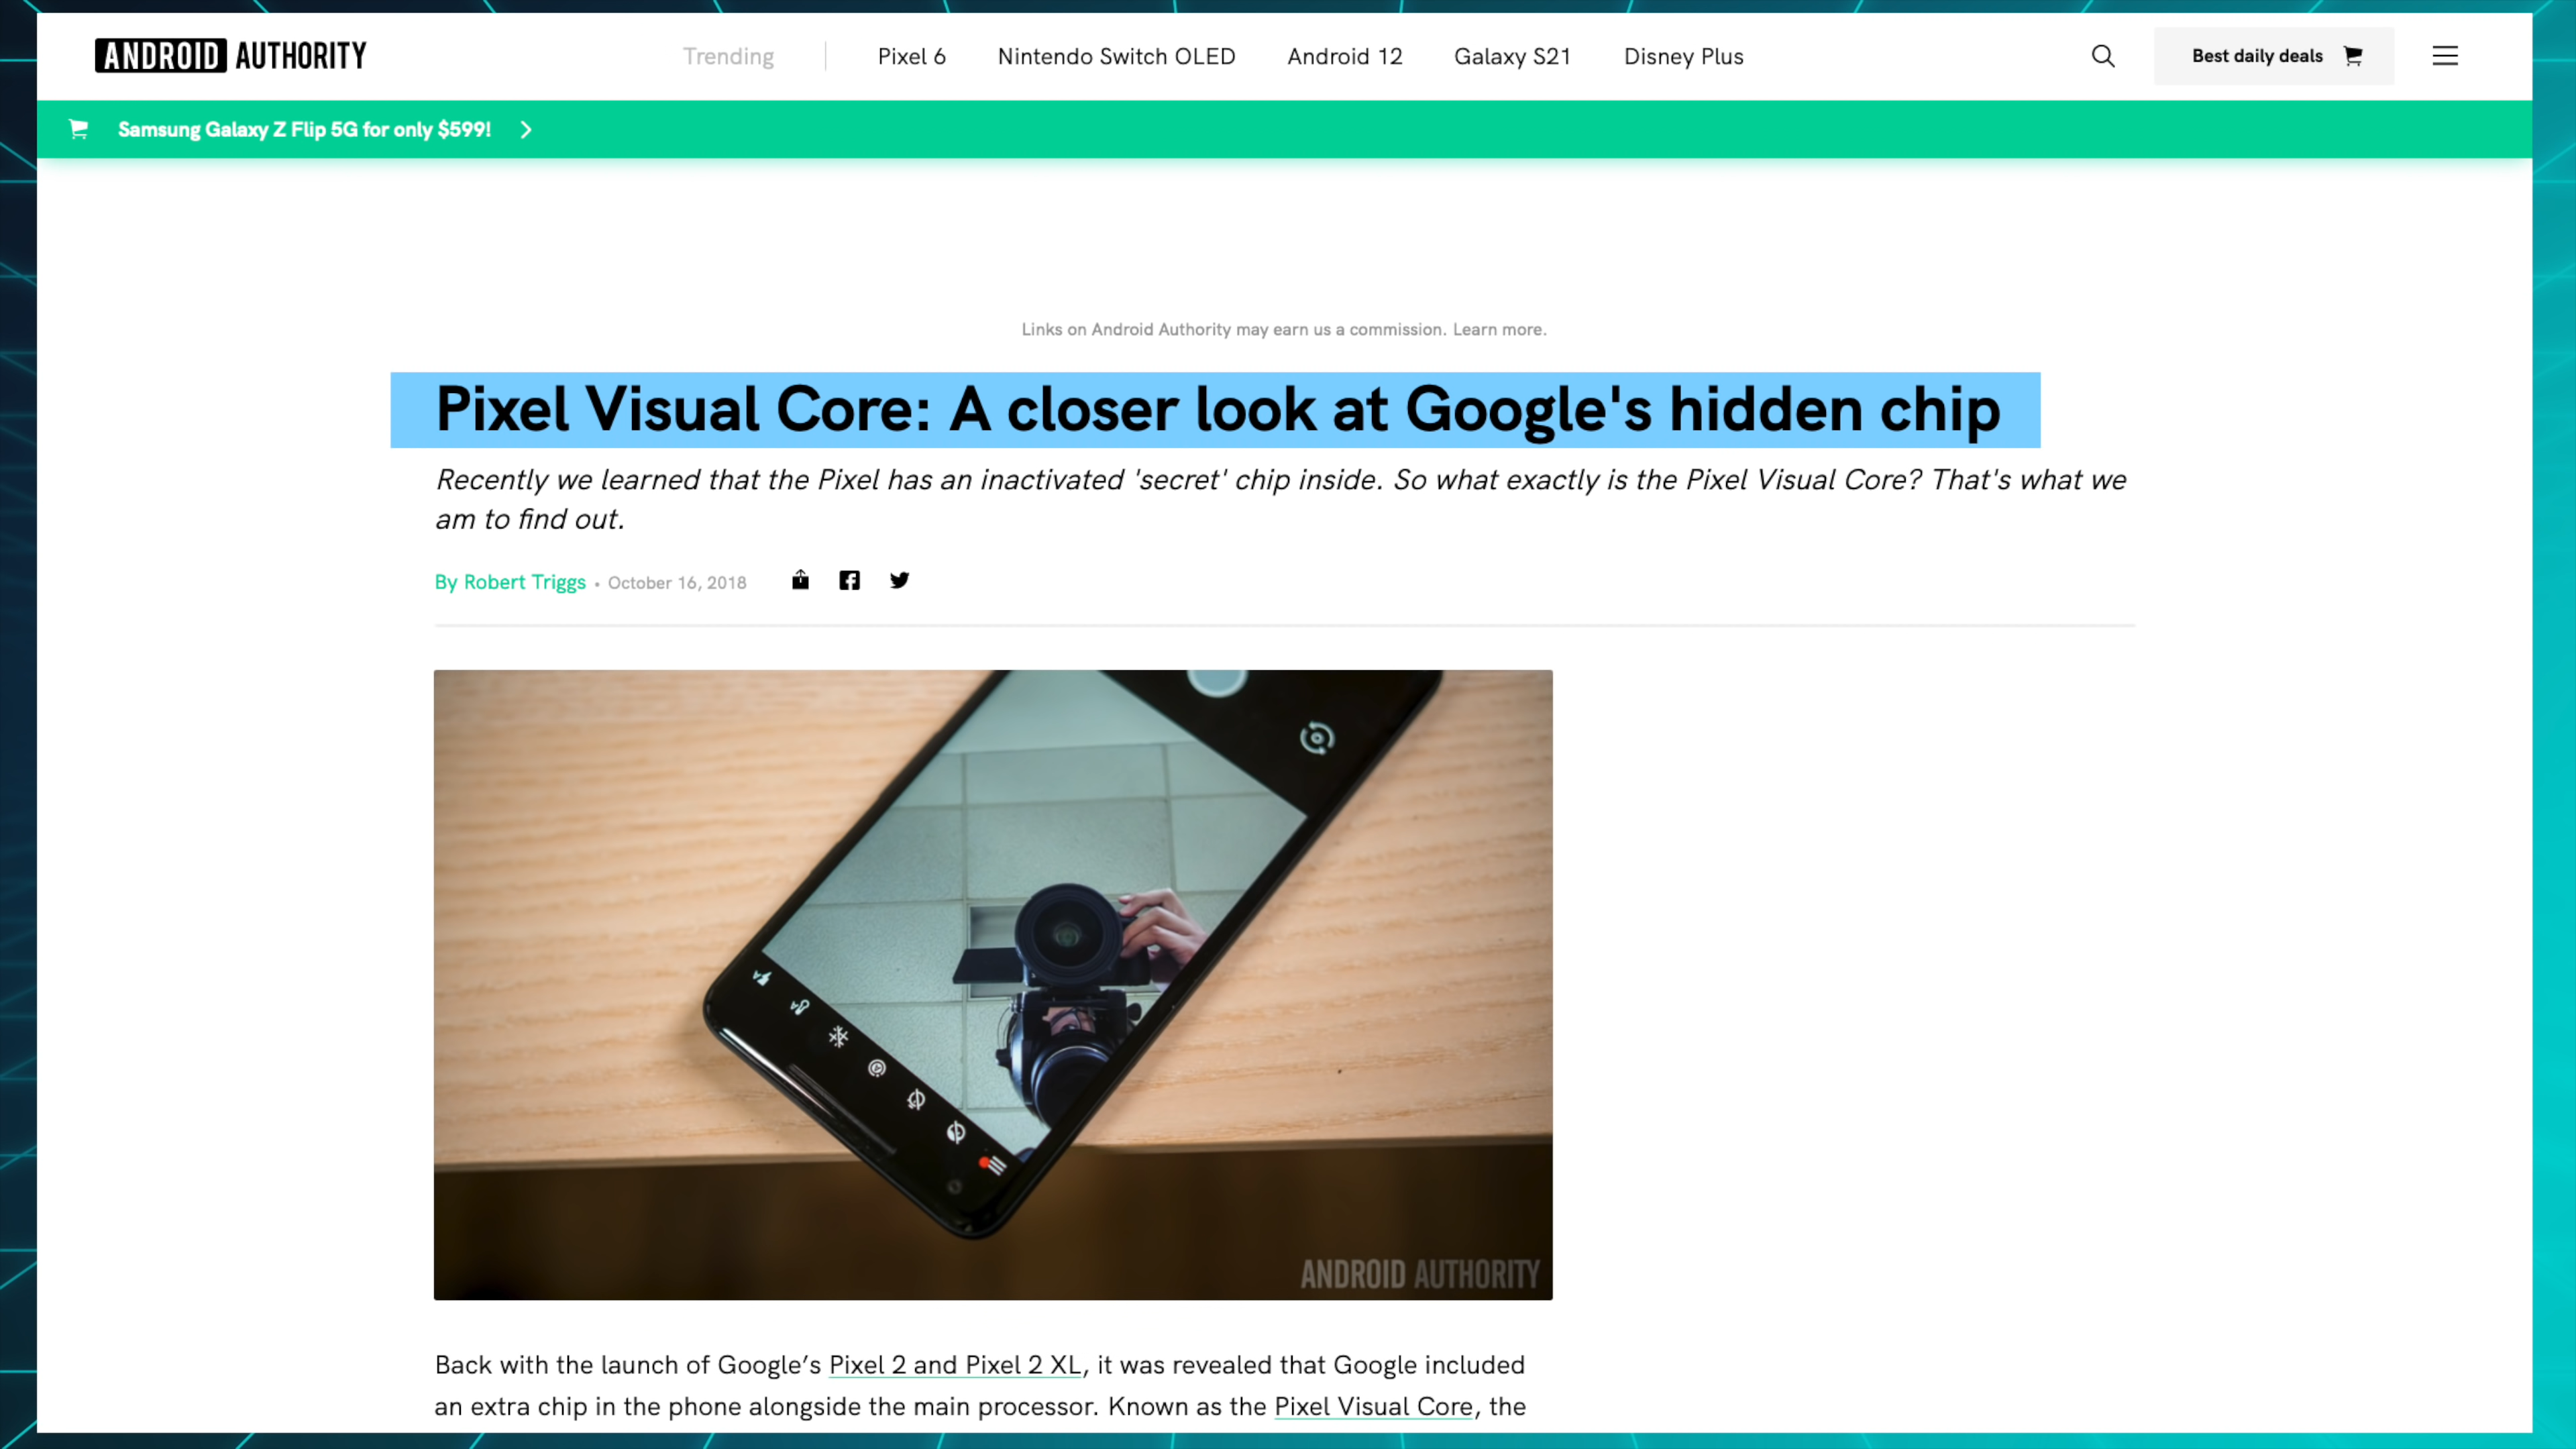 ANDROID AUTHORITY
Trending
Pixel 6
Nintendo Switch OLED
Android 12
Galaxy S21
Disney Plus
Best daily deals
Samsung Galaxy Z Flip 5G for only $599!
Links on Android Authority may earn us a commission. Learn more.
Pixel Visual Core: A closer look at Google's hidden chip
Recently we learned that the Pixel has an inactivated 'secret' chip inside. So what exactly is the Pixel Visual Core? That's what we
am to find out.
By Robert Triggs • October 16, 2018
ANDROID AUTHORITY
Back with the launch of Google’s Pixel 2 and Pixel 2 XL, it was revealed that Google included
an extra chip in the phone alongside the main processor. Known as the Pixel Visual Core, the